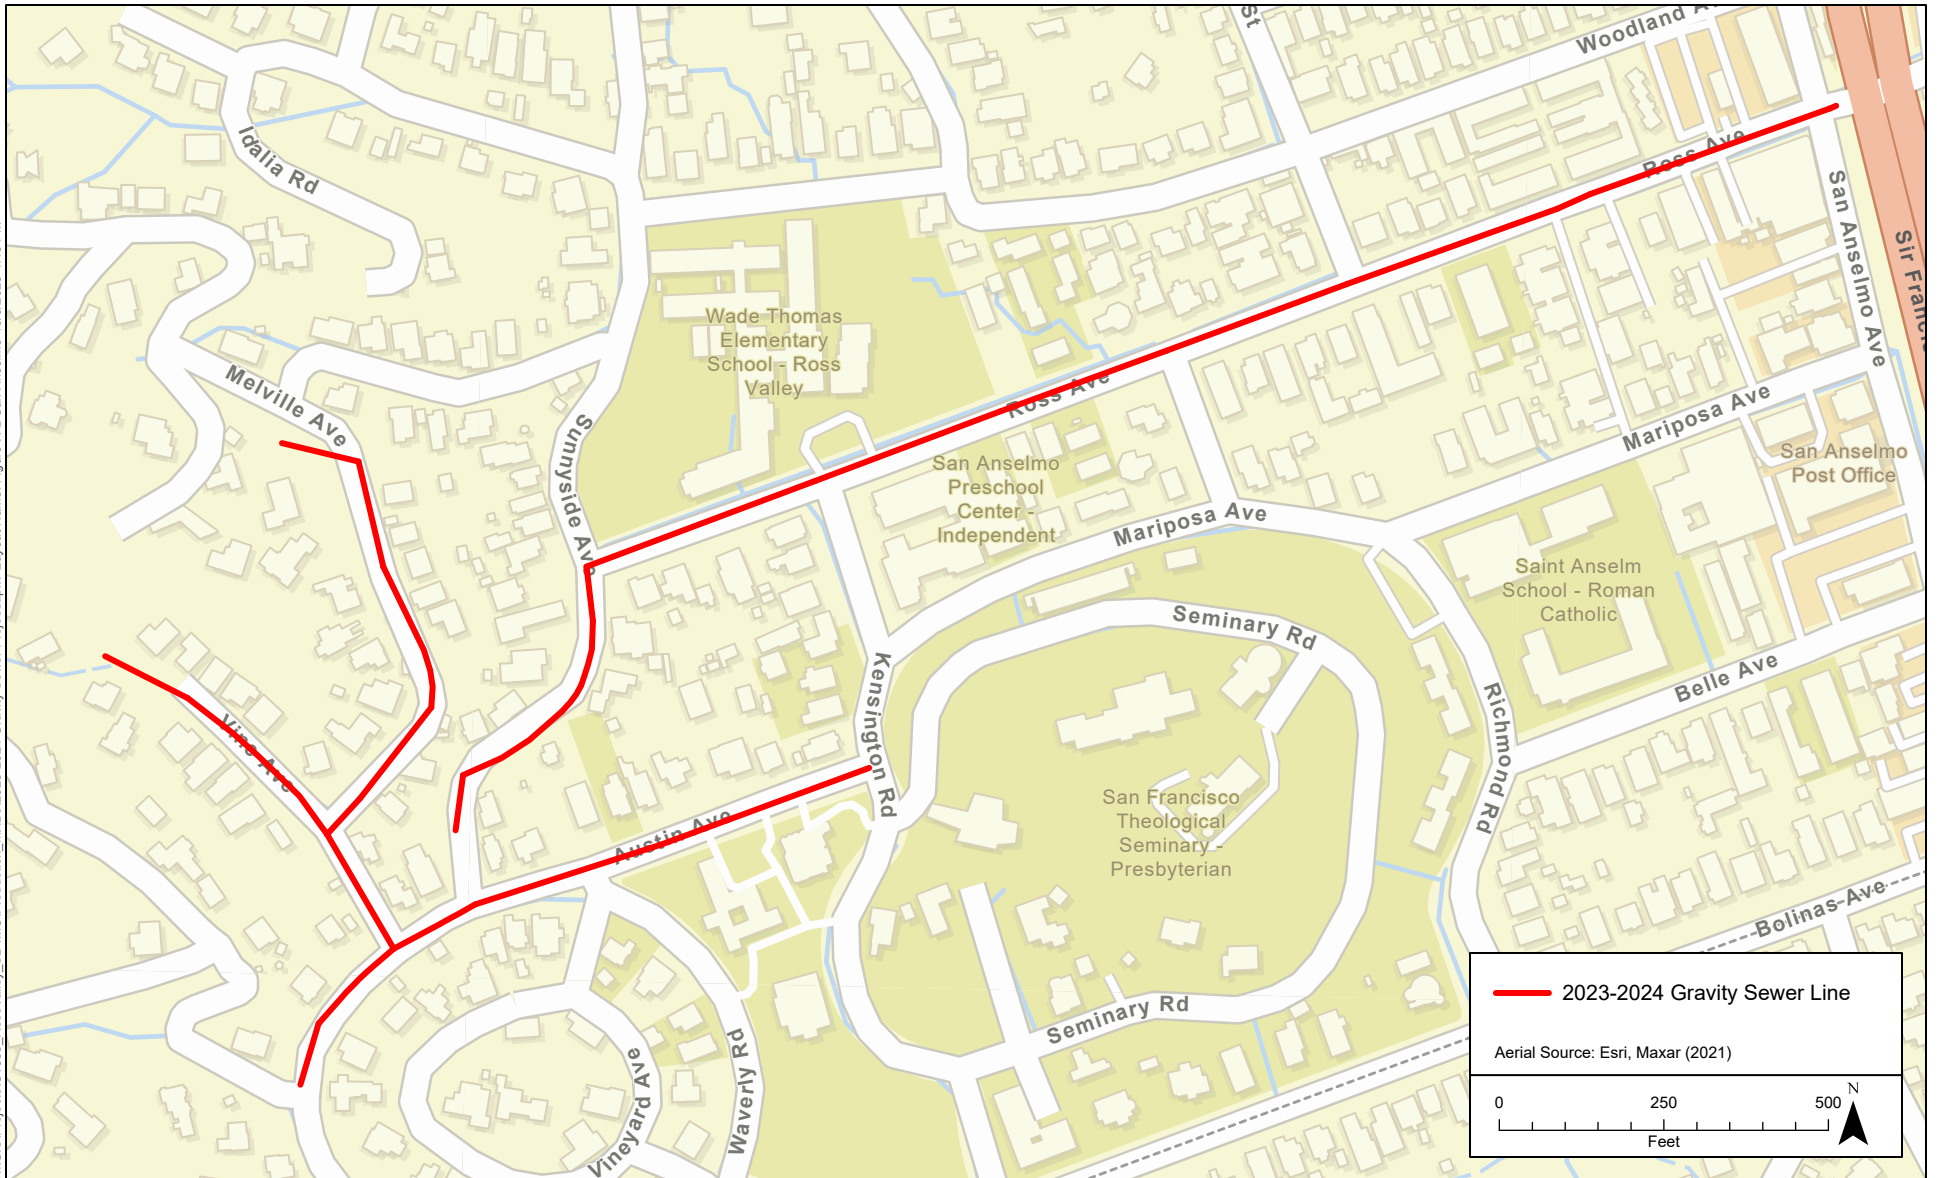 St
Woodland A
Idalia Rd
Ross Ave
San Anselmo Ave
Sir Franci
Wade Thomas
Elementary
School - Ross
Valley
Melville Ave
Sunnyside Ave
Ross Ave
Mariposa Ave
San Anselmo
Post Office
San Anselmo
Preschool
Center -
Independent
Mariposa Ave
Saint Anselm
School - Roman
Catholic
Seminary Rd
Kensington Rd
Belle Ave
Richmond Rd
Vine Ave
San Francisco
Theological
Seminary -
Presbyterian
Austin Ave
Bolinas Ave
Seminary Rd
Vineyard Ave
Waverly Rd
2023-2024 Gravity Sewer Line
Aerial Source: Esri, Maxar (2021)
N
0 250 500
Feet